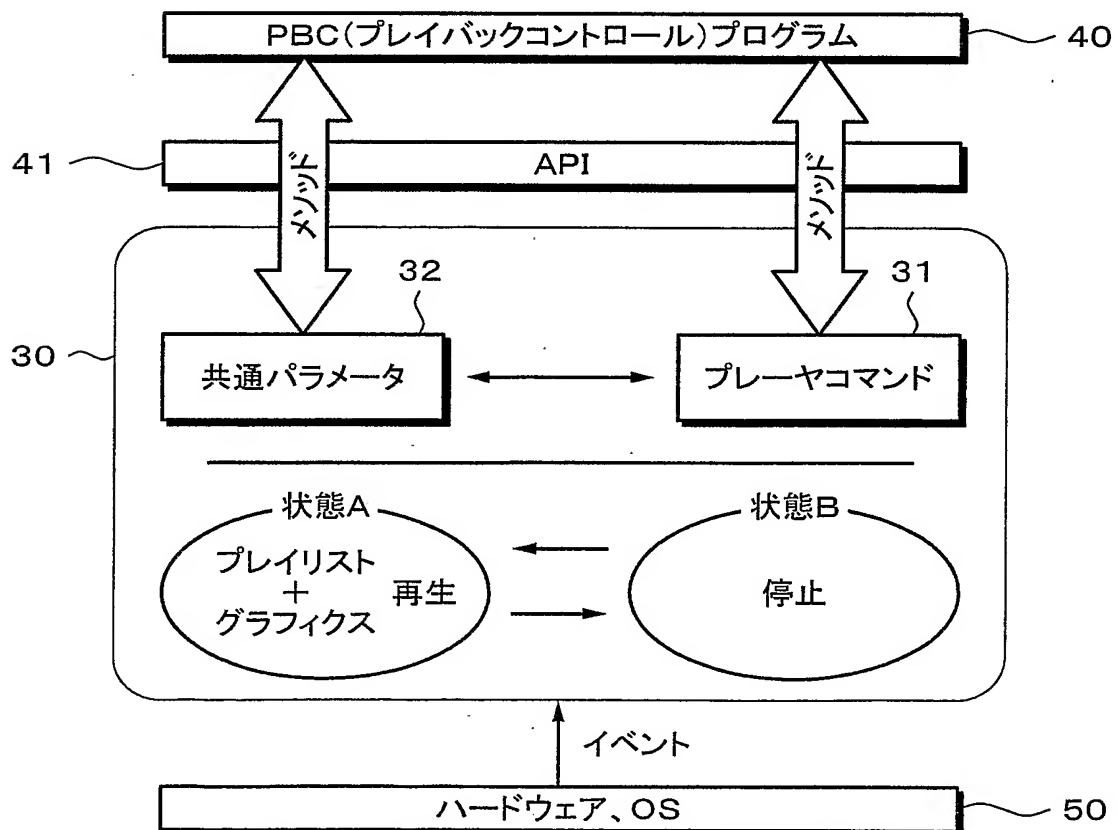 PBC(プレイバックコントロール)プログラム
40
41
API
メソッド
メソッド
32
31
30
共通パラメータ
プレーヤコマンド
状態A
状態B
プレイリスト
+
グラフィクス
再生
停止
イベント
ハードウェア、OS
50